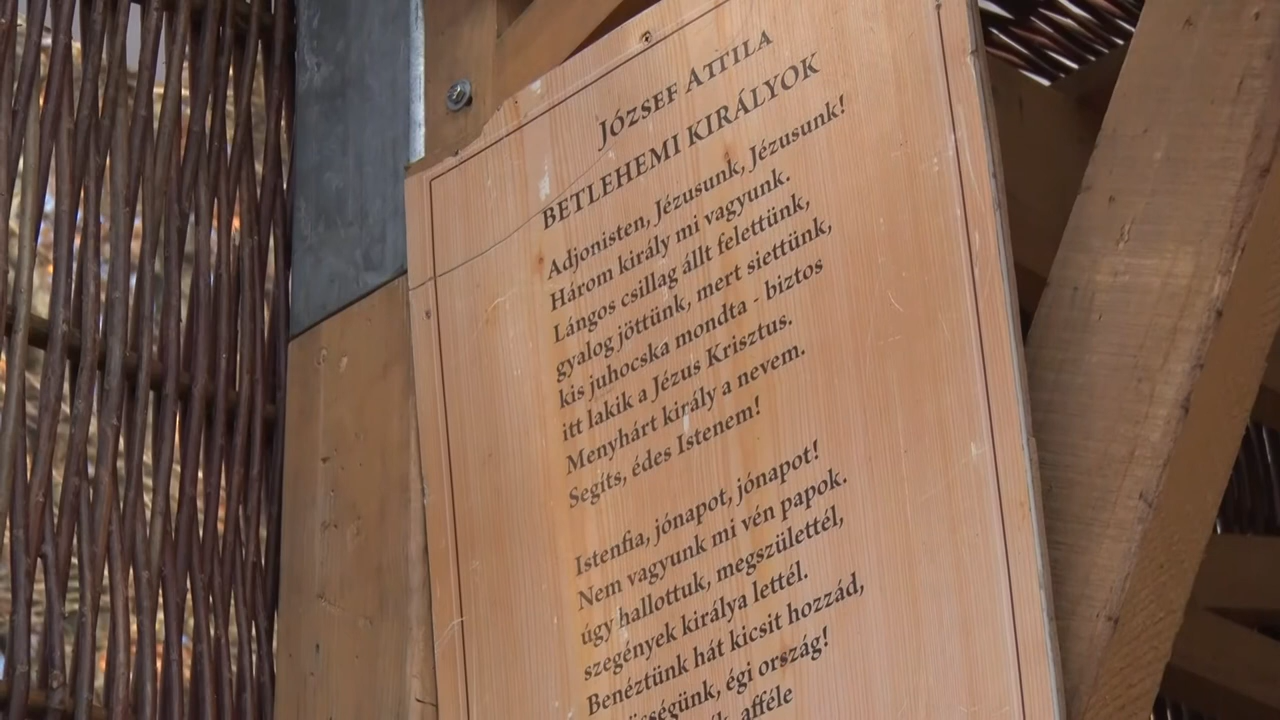 JÓZSEF ATTILA
BETLEHEMI KIRÁLYOK
Adjonisten, Jézusunk, Jézusunk!
Három király mi vagyunk.
Lángos csillag állt felettünk,
gyalog jöttünk, mert siettünk,
kis juhocska mondta - biztos
itt lakik a Jézus Krisztus.
Menyhárt király a nevem.
Segíts, édes Istenem!
Istenfia, jónapot, jónapot!
Nem vagyunk mi vén papok.
úgy hallottuk, megszülettél,
szegények királya lettél.
Benéztünk hát kicsit hozzád,
égi ország!
afféle